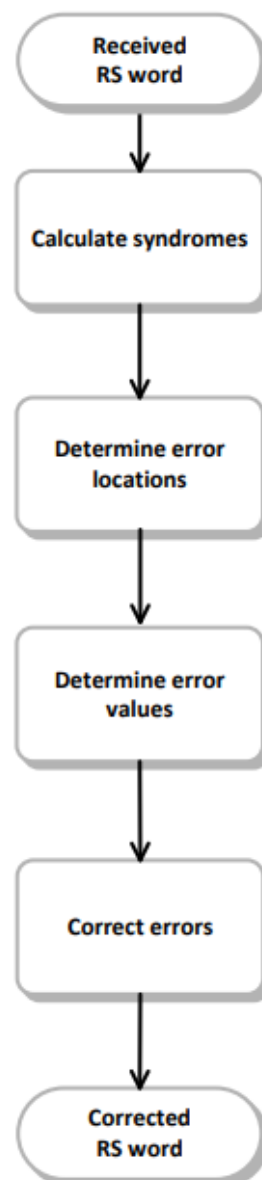 Received
RS word
Calculate syndromes
Determine error
locations
Determine error
values
Correct errors
Corrected
RS word